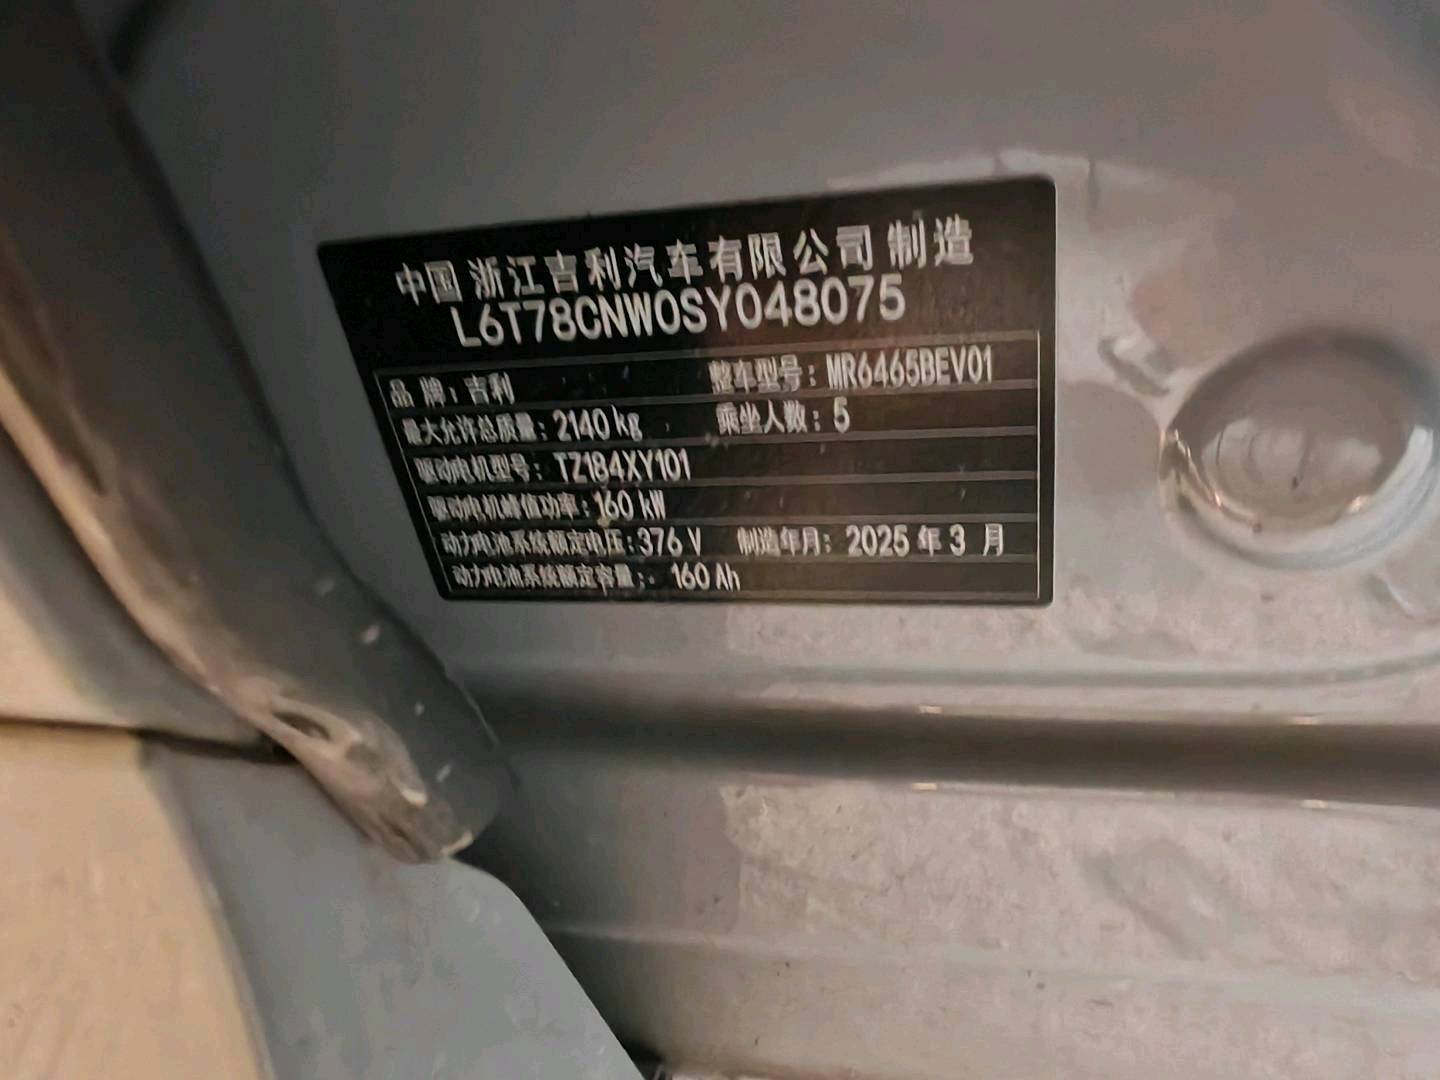 中国 浙江吉利汽车有限公司 制造
L6T78CNW0SY048075
品 牌：吉利 整车型号：MR6465BEV01
最大允许总质量：2140 kg 乘坐人数：5
驱动电机型号：TZ184XY101
驱动电机峰值功率：160 kW
动力电池系统额定电压：376 V 制造年月：2025 年 3 月
动力电池系统额定容量：160 Ah